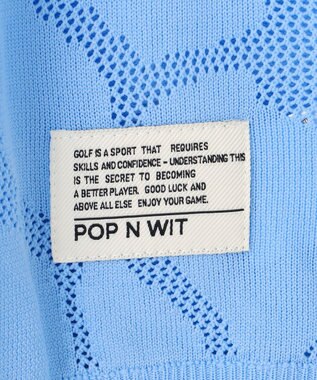 GOLF IS A SPORT THAT REQUIRES
SKILLS AND CONFIDENCE - UNDERSTANDING THIS
IS THE SECRET TO BECOMING
A BETTER PLAYER. GOOD LUCK AND
ABOVE ALL ELSE ENJOY YOUR GAME.
POP N WIT